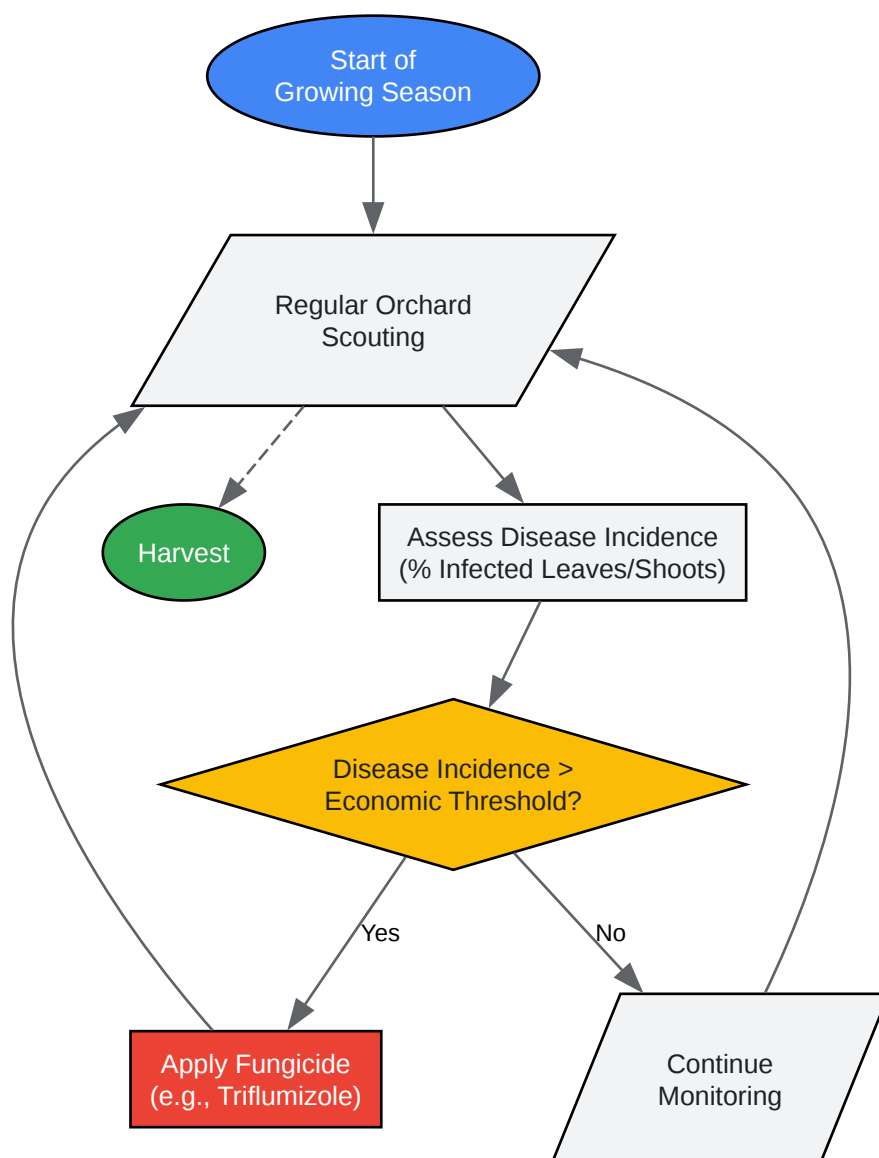 Start of
Growing Season
Regular Orchard
Scouting
Harvest
Assess Disease Incidence
(% Infected Leaves/Shoots)
Disease Incidence >
Economic Threshold?
Yes
No
Apply Fungicide
(e.g., Triflumizole)
Continue
Monitoring